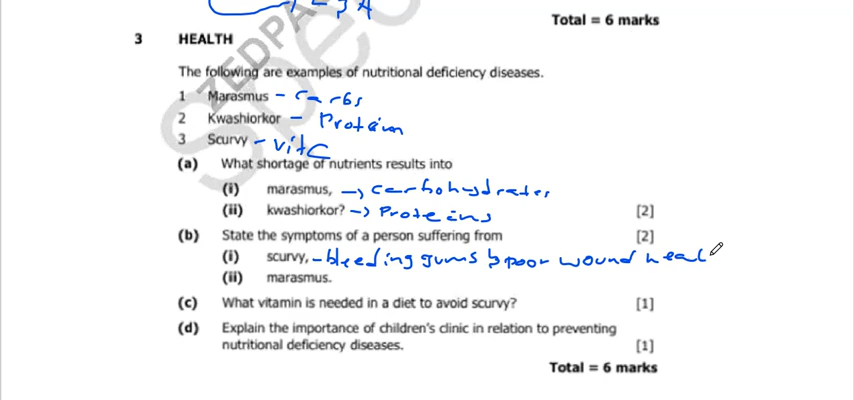 = 3 A
Total = 6 marks
3 HEALTH
The following are examples of nutritional deficiency diseases.
1 Marasmus - carbs
2 Kwashiorkor - Protein
3 Scurvy - vit C
(a) What shortage of nutrients results into
(i) marasmus, -> carbohydrates
(ii) kwashiorkor? -> Proteins [2]
(b) State the symptoms of a person suffering from [2]
(i) scurvy, - bleeding gums & poor wound heal
(ii) marasmus.
(c) What vitamin is needed in a diet to avoid scurvy? [1]
(d) Explain the importance of children's clinic in relation to preventing
nutritional deficiency diseases. [1]
Total = 6 marks